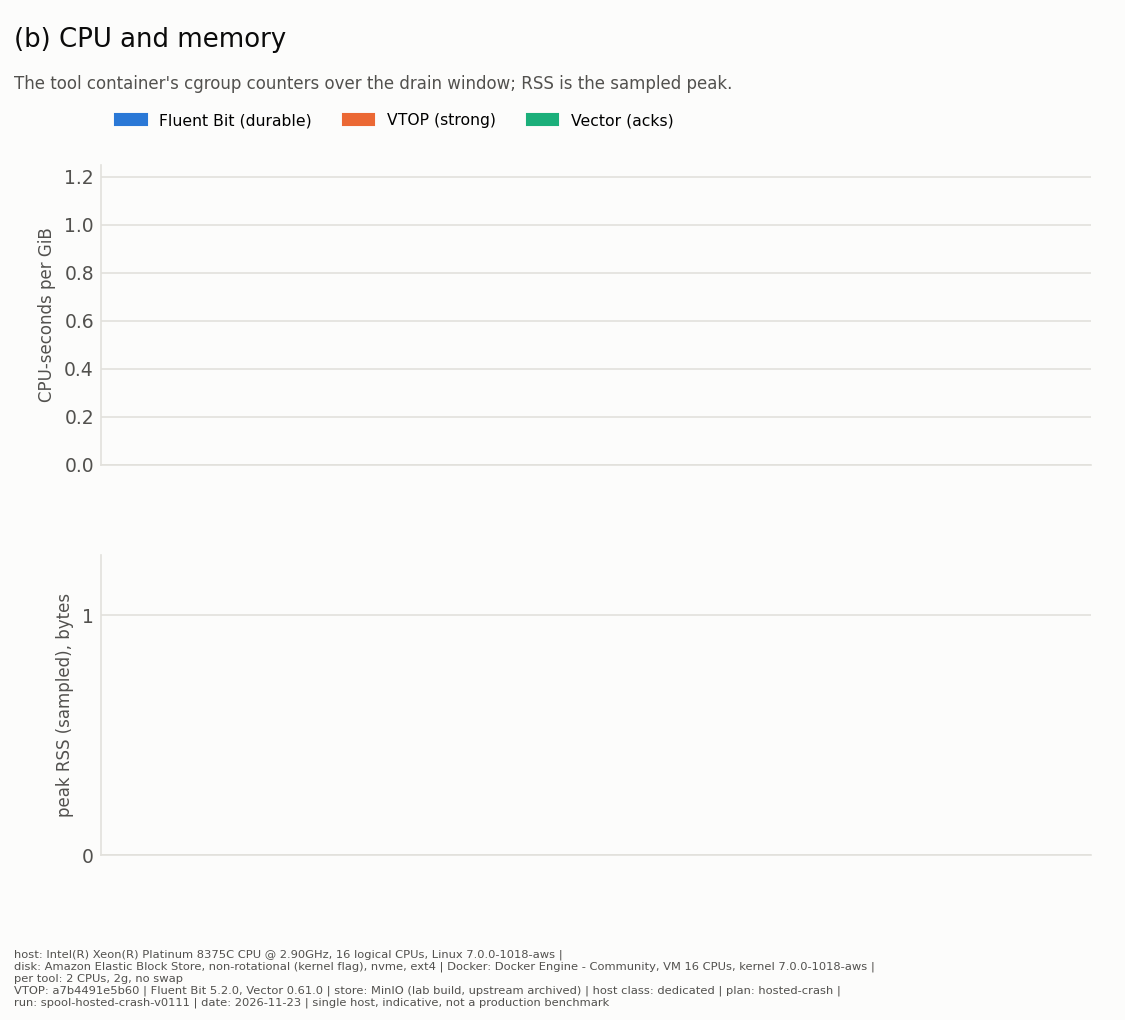 (b) CPU and memory
The tool container's cgroup counters over the drain window; RSS is the sampled peak.
Fluent Bit (durable)
VTOP (strong)
Vector (acks)
CPU-seconds per GiB
1.2
1.0
0.8
0.6
0.4
0.2
0.0
peak RSS (sampled), bytes
1
0
host: Intel(R) Xeon(R) Platinum 8375C CPU @ 2.90GHz, 16 logical CPUs, Linux 7.0.0-1018-aws |
disk: Amazon Elastic Block Store, non-rotational (kernel flag), nvme, ext4 | Docker: Docker Engine - Community, VM 16 CPUs, kernel 7.0.0-1018-aws |
per tool: 2 CPUs, 2g, no swap
VTOP: a7b4491e5b60 | Fluent Bit 5.2.0, Vector 0.61.0 | store: MinIO (lab build, upstream archived) | host class: dedicated | plan: hosted-crash |
run: spool-hosted-crash-v0111 | date: 2026-11-23 | single host, indicative, not a production benchmark